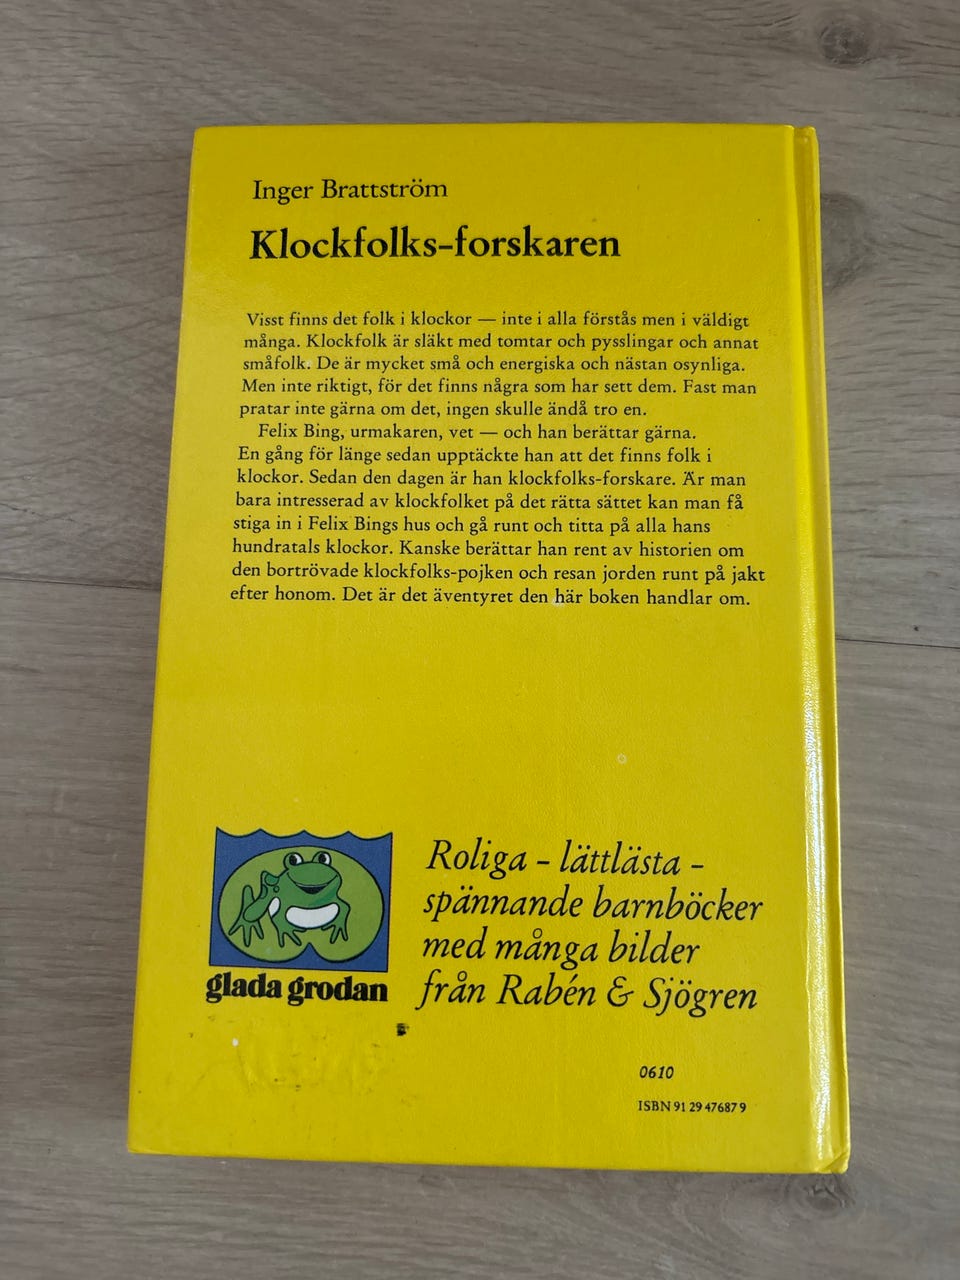 Inger Brattström
Klockfolks-forskaren
Visst finns det folk i klockor — inte i alla förstås men i väldigt
många. Klockfolk är släkt med tomtar och pysslingar och annat
småfolk. De är mycket små och energiska och nästan osynliga.
Men inte riktigt, för det finns några som har sett dem. Fast man
pratar inte gärna om det, ingen skulle ändå tro en.
Felix Bing, urmakaren, vet — och han berättar gärna.
En gång för länge sedan upptäckte han att det finns folk i
klockor. Sedan den dagen är han klockfolks-forskare. Är man
bara intresserad av klockfolket på det rätta sättet kan man få
stiga in i Felix Bings hus och gå runt och titta på alla hans
hundratals klockor. Kanske berättar han rent av historien om
den bortrövade klockfolks-pojken och resan jorden runt på jakt
efter honom. Det är det äventyret den här boken handlar om.
glada grodan
Roliga - lättlästa -
spännande barnböcker
med många bilder
från Rabén & Sjögren
0610
ISBN 91 29 47687 9